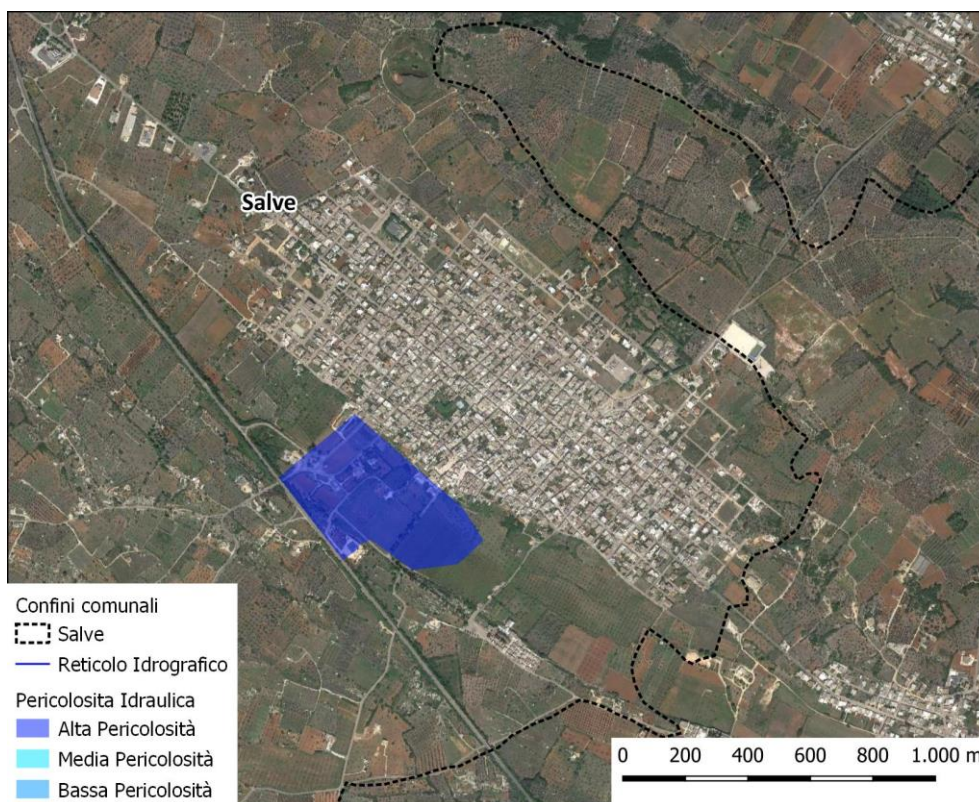 Salve
Confini comunali
Salve
Reticolo Idrografico
Pericolosita Idraulica
Alta Pericolosità
Media Pericolosità
Bassa Pericolosità
0 200 400 600 800 1.000 m